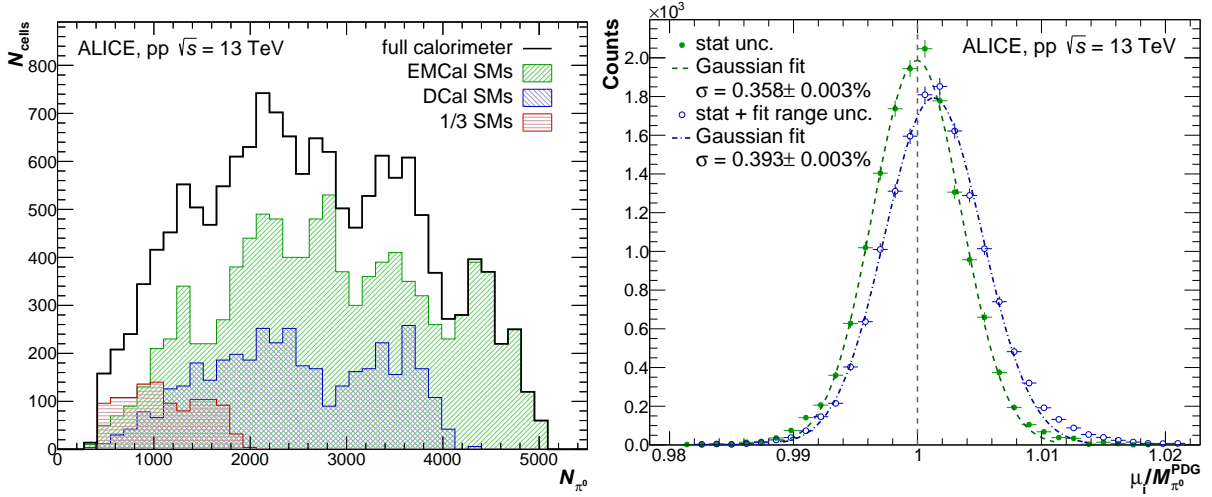 N_cells
ALICE, pp √s = 13 TeV
full calorimeter
EMCal SMs
DCal SMs
1/3 SMs
800
700
600
500
400
300
200
100
0
0 1000 2000 3000 4000 5000
N_π⁰
×10³
Counts
stat unc.
Gaussian fit
σ = 0.358± 0.003%
stat + fit range unc.
Gaussian fit
σ = 0.393± 0.003%
ALICE, pp √s = 13 TeV
2.0
1.8
1.6
1.4
1.2
1.0
0.8
0.6
0.4
0.2
0.0
0.98 0.99 1 1.01 1.02
μ_i/M_π⁰^PDG